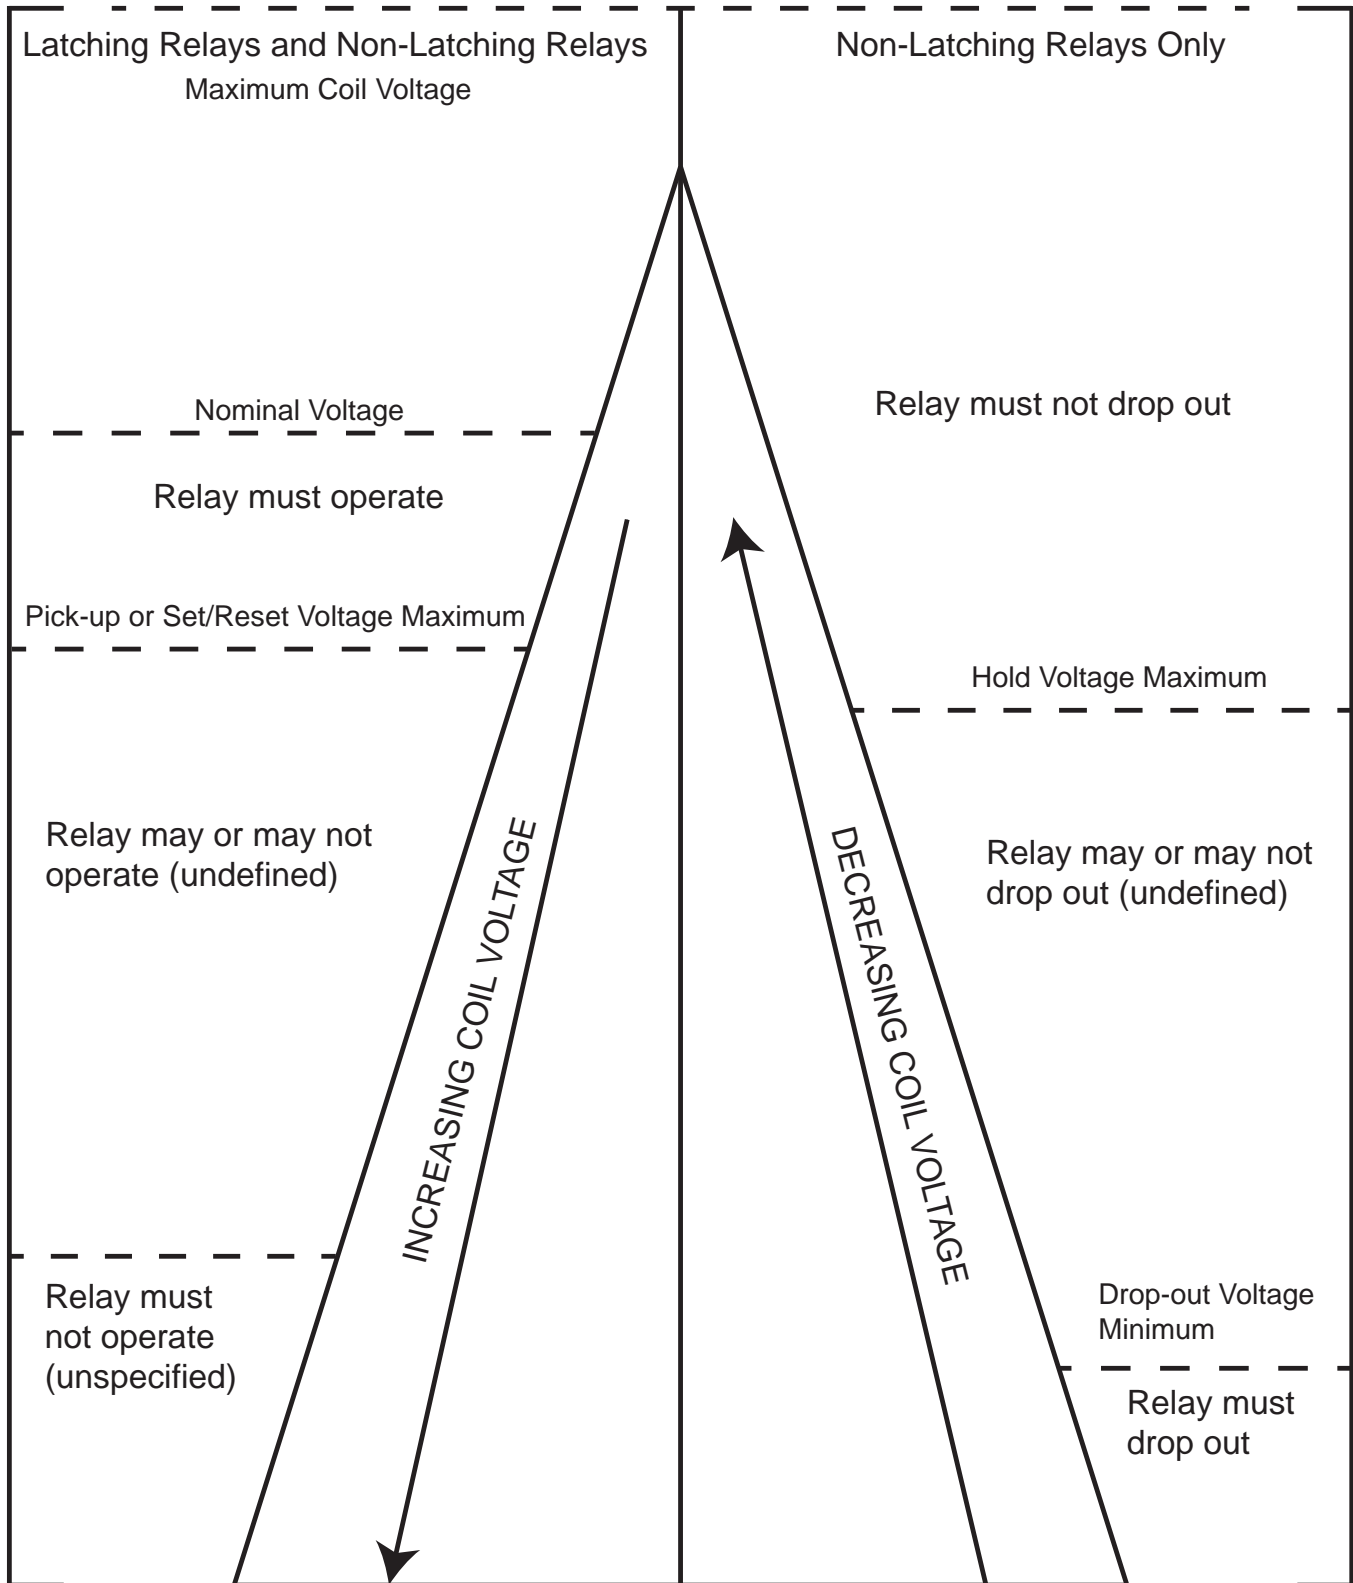 Latching Relays and Non-Latching Relays
Maximum Coil Voltage
Nominal Voltage
Relay must operate
Pick-up or Set/Reset Voltage Maximum
Relay may or may not
operate (undefined)
INCREASING COIL VOLTAGE
Relay must
not operate
(unspecified)
Non-Latching Relays Only
Relay must not drop out
Hold Voltage Maximum
Relay may or may not
drop out (undefined)
DECREASING COIL VOLTAGE
Drop-out Voltage
Minimum
Relay must
drop out